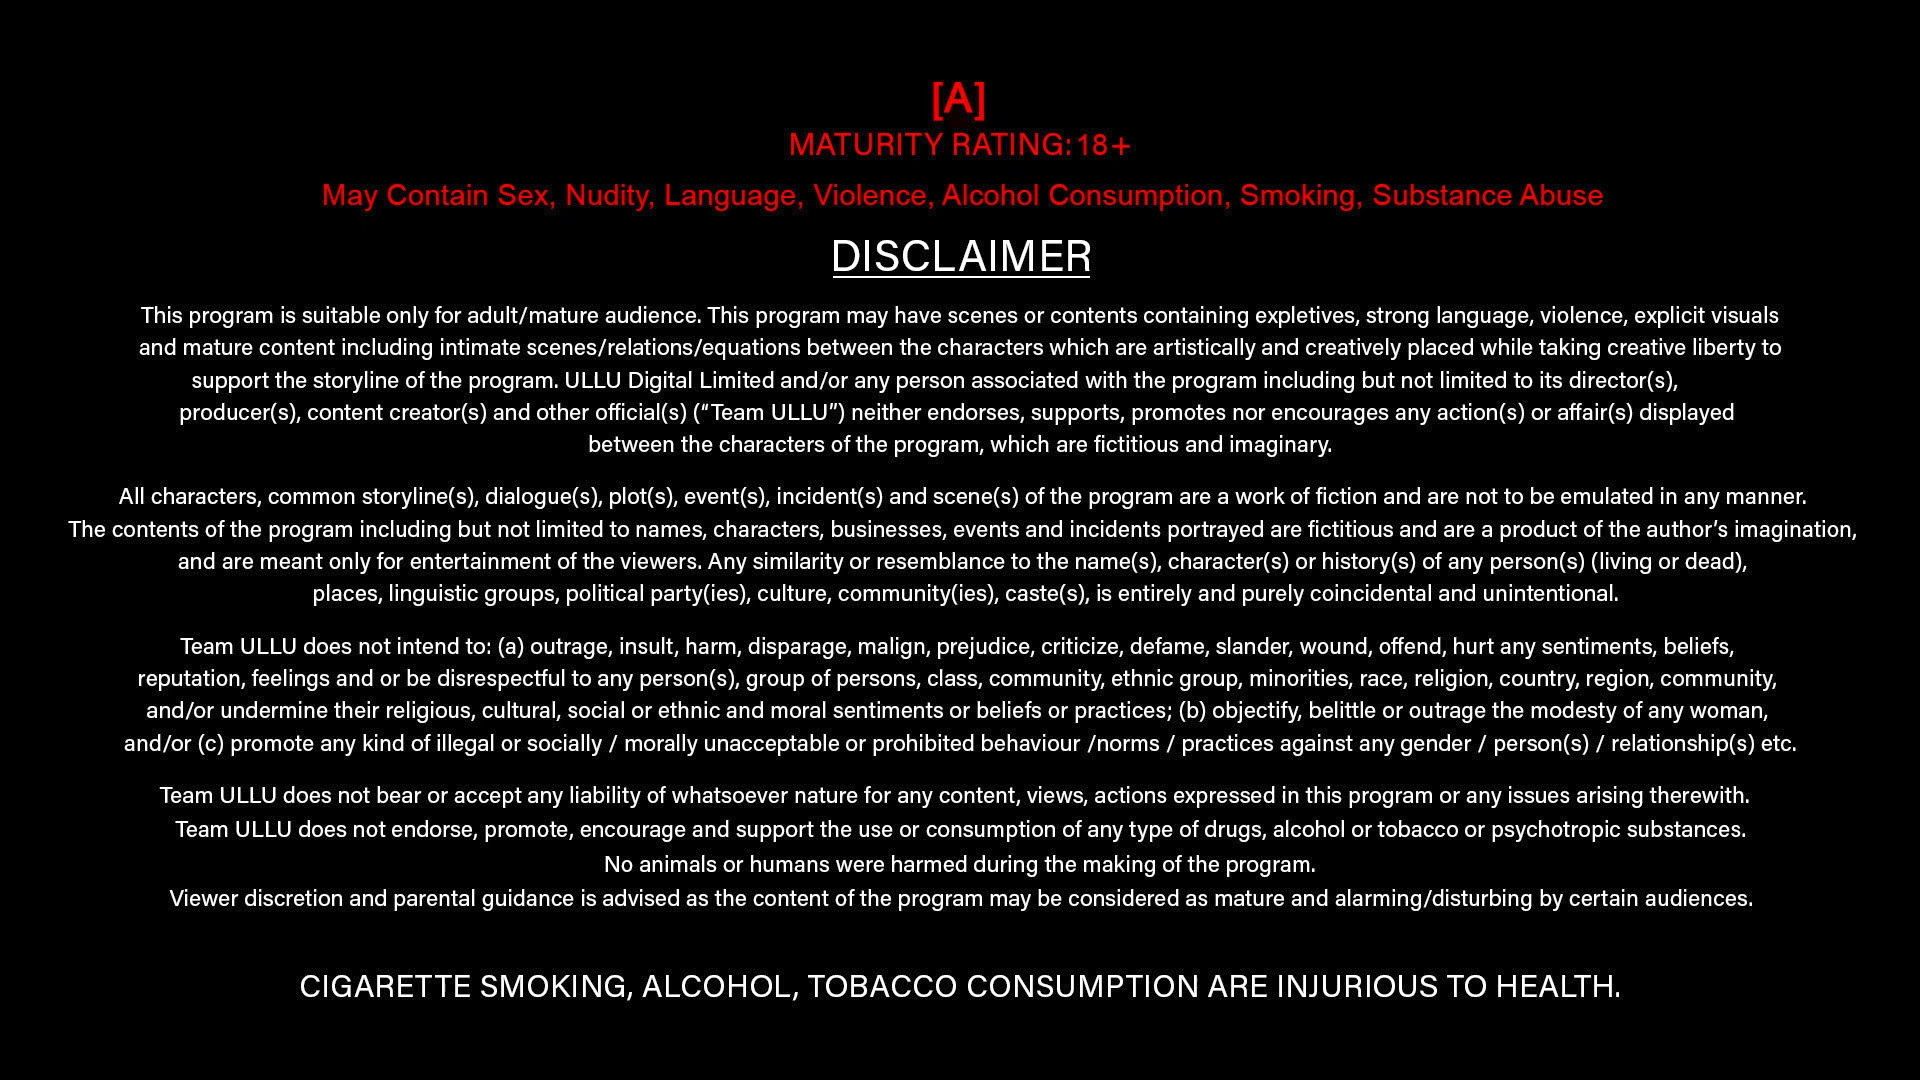 [A]
MATURITY RATING:18+
May Contain Sex, Nudity, Language, Violence, Alcohol Consumption, Smoking, Substance Abuse
DISCLAIMER
This program is suitable only for adult/mature audience. This program may have scenes or contents containing expletives, strong language, violence, explicit visuals
and mature content including intimate scenes/relations/equations between the characters which are artistically and creatively placed while taking creative liberty to
support the storyline of the program. ULLU Digital Limited and/or any person associated with the program including but not limited to its director(s),
producer(s), content creator(s) and other official(s) (“Team ULLU”) neither endorses, supports, promotes nor encourages any action(s) or affair(s) displayed
between the characters of the program, which are fictitious and imaginary.
All characters, common storyline(s), dialogue(s), plot(s), event(s), incident(s) and scene(s) of the program are a work of fiction and are not to be emulated in any manner.
The contents of the program including but not limited to names, characters, businesses, events and incidents portrayed are fictitious and are a product of the author’s imagination,
and are meant only for entertainment of the viewers. Any similarity or resemblance to the name(s), character(s) or history(s) of any person(s) (living or dead),
places, linguistic groups, political party(ies), culture, community(ies), caste(s), is entirely and purely coincidental and unintentional.
Team ULLU does not intend to: (a) outrage, insult, harm, disparage, malign, prejudice, criticize, defame, slander, wound, offend, hurt any sentiments, beliefs,
reputation, feelings and or be disrespectful to any person(s), group of persons, class, community, ethnic group, minorities, race, religion, country, region, community,
and/or undermine their religious, cultural, social or ethnic and moral sentiments or beliefs or practices; (b) objectify, belittle or outrage the modesty of any woman,
and/or (c) promote any kind of illegal or socially / morally unacceptable or prohibited behaviour /norms / practices against any gender / person(s) / relationship(s) etc.
Team ULLU does not bear or accept any liability of whatsoever nature for any content, views, actions expressed in this program or any issues arising therewith.
Team ULLU does not endorse, promote, encourage and support the use or consumption of any type of drugs, alcohol or tobacco or psychotropic substances.
No animals or humans were harmed during the making of the program.
Viewer discretion and parental guidance is advised as the content of the program may be considered as mature and alarming/disturbing by certain audiences.
CIGARETTE SMOKING, ALCOHOL, TOBACCO CONSUMPTION ARE INJURIOUS TO HEALTH.